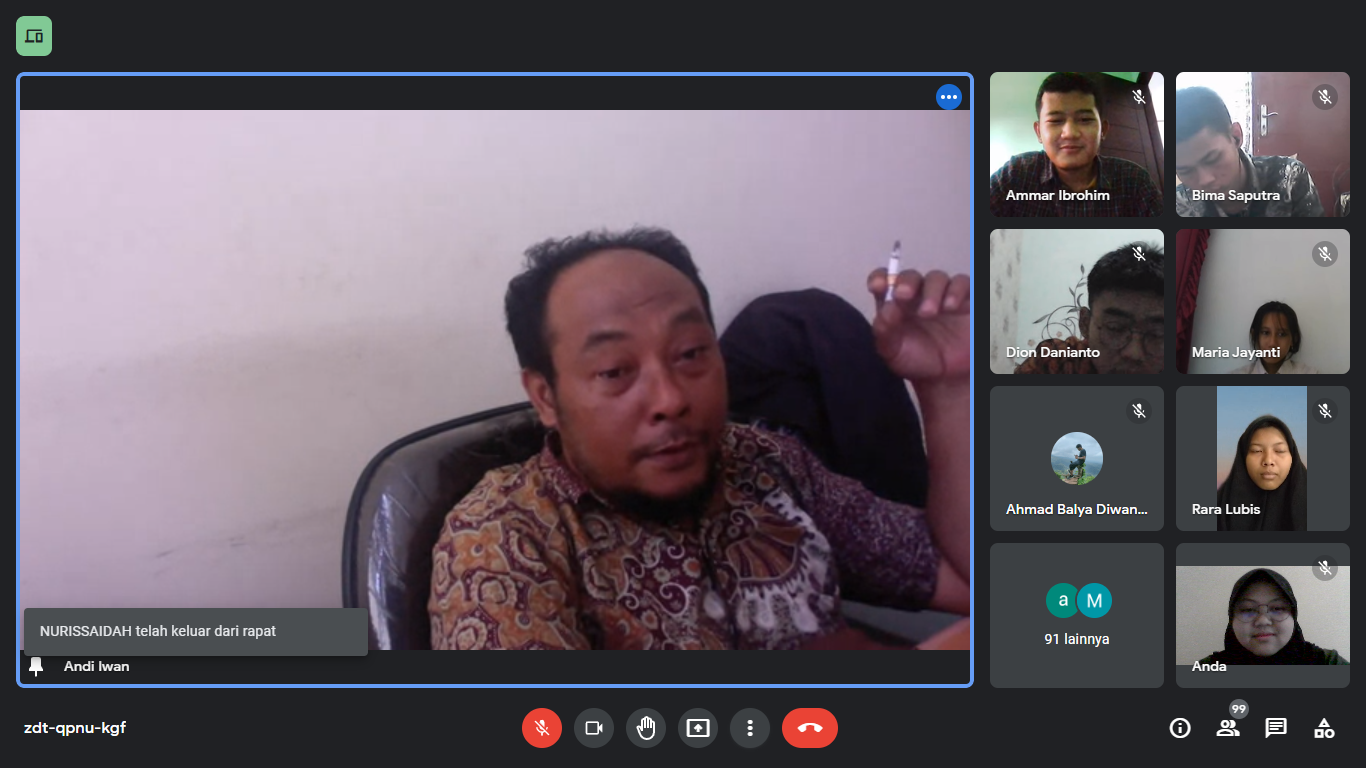 Ammar Ibrohim
Bima Saputra
Dion Danianto
Maria Jayanti
Ahmad Balya Diwan...
Rara Lubis
a M
91 lainnya
Anda
NURISSAIDAH telah keluar dari rapat
Andi Iwan
zdt-qpnu-kgf
99